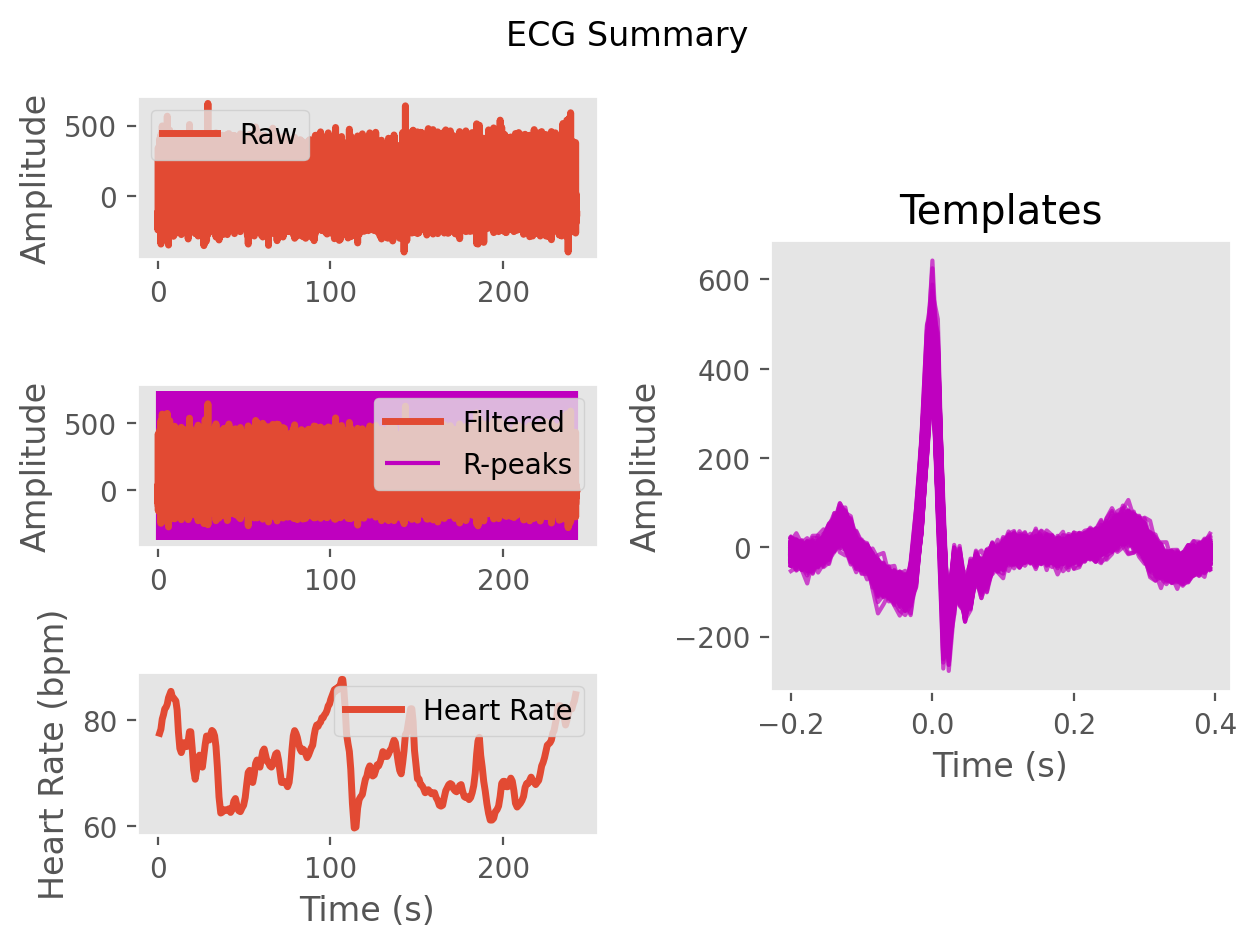 ECG Summary
Amplitude
500
0
Raw
0
100
200
Amplitude
500
0
Filtered
R-peaks
0
100
200
Heart Rate (bpm)
80
60
Heart Rate
0
100
200
Time (s)
Templates
Amplitude
600
400
200
0
−200
−0.2
0.0
0.2
0.4
Time (s)